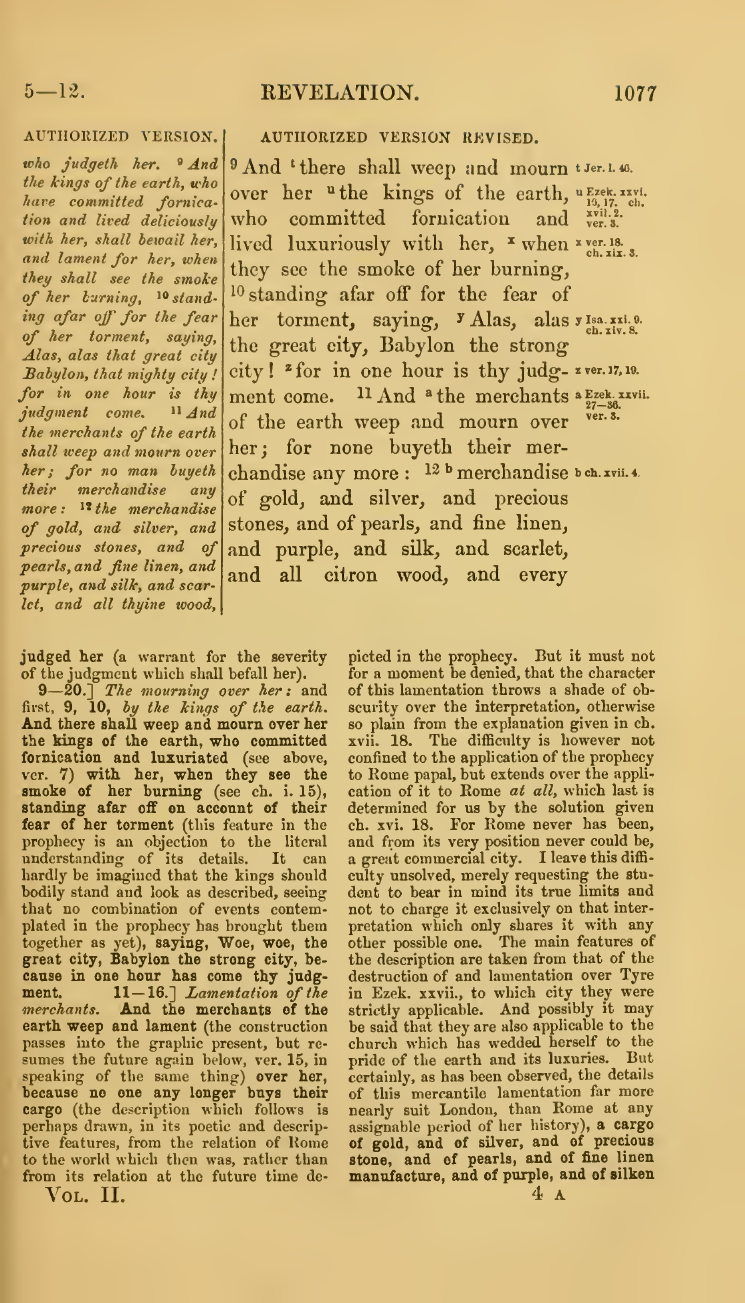 5—12.
REVELATION.
1077
AUTHORIZED VERSION.
who judgeth her. 9 And
the kings of the earth, who
have committed fornica-
tion and lived deliciously
with her, shall bewail her,
and lament for her, when
they shall see the smoke
of her burning, 10 stand-
ing afar off for the fear
of her torment, saying,
Alas, alas that great city
Babylon, that mighty city !
for in one hour is thy
judgment come. 11 And
the merchants of the earth
shall weep and mourn over
her; for no man buyeth
their merchandise any
more : 12 the merchandise
of gold, and silver, and
precious stones, and of
pearls, and fine linen, and
purple, and silk, and scar-
let, and all thyine wood,
AUTHORIZED VERSION REVISED.
9 And t there shall weep and mourn
over her u the kings of the earth,
who committed fornication and
lived luxuriously with her, x when
they see the smoke of her burning,
10 standing afar off for the fear of
her torment, saying, y Alas, alas
the great city, Babylon the strong
city ! z for in one hour is thy judg-
ment come. 11 And a the merchants
of the earth weep and mourn over
her; for none buyeth their mer-
chandise any more : 12 b merchandise
of gold, and silver, and precious
stones, and of pearls, and fine linen,
and purple, and silk, and scarlet,
and all citron wood, and every
t Jer. l. 46.
u Ezek. xxvi.
16, 17. ch.
xvii. 2.
ver. 3.
x ver. 18.
ch. xix. 3.
y Isa. xxi. 9.
ch. xiv. 8.
z ver. 17, 19.
a Ezek. xxvii.
27—36.
ver. 3.
b ch. xvii. 4.
judged her (a warrant for the severity
of the judgment which shall befall her).
9—20.] The mourning over her: and
first, 9, 10, by the kings of the earth.
And there shall weep and mourn over her
the kings of the earth, who committed
fornication and luxuriated (see above,
ver. 7) with her, when they see the
smoke of her burning (see ch. i. 15),
standing afar off on account of their
fear of her torment (this feature in the
prophecy is an objection to the literal
understanding of its details. It can
hardly be imagined that the kings should
bodily stand and look as described, seeing
that no combination of events contem-
plated in the prophecy has brought them
together as yet), saying, Woe, woe, the
great city, Babylon the strong city, be-
cause in one hour has come thy judg-
ment. 11—16.] Lamentation of the
merchants. And the merchants of the
earth weep and lament (the construction
passes into the graphic present, but re-
sumes the future again below, ver. 15, in
speaking of the same thing) over her,
because no one any longer buys their
cargo (the description which follows is
perhaps drawn, in its poetic and descrip-
tive features, from the relation of Rome
to the world which then was, rather than
from its relation at the future time de-
picted in the prophecy. But it must not
for a moment be denied, that the character
of this lamentation throws a shade of ob-
scurity over the interpretation, otherwise
so plain from the explanation given in ch.
xvii. 18. The difficulty is however not
confined to the application of the prophecy
to Rome papal, but extends over the appli-
cation of it to Rome at all, which last is
determined for us by the solution given
ch. xvi. 18. For Rome never has been,
and from its very position never could be,
a great commercial city. I leave this diffi-
culty unsolved, merely requesting the stu-
dent to bear in mind its true limits and
not to charge it exclusively on that inter-
pretation which only shares it with any
other possible one. The main features of
the description are taken from that of the
destruction of and lamentation over Tyre
in Ezek. xxvii., to which city they were
strictly applicable. And possibly it may
be said that they are also applicable to the
church which has wedded herself to the
pride of the earth and its luxuries. But
certainly, as has been observed, the details
of this mercantile lamentation far more
nearly suit London, than Rome at any
assignable period of her history), a cargo
of gold, and of silver, and of precious
stone, and of pearls, and of fine linen
manufacture, and of purple, and of silken
VOL. II.
4 A